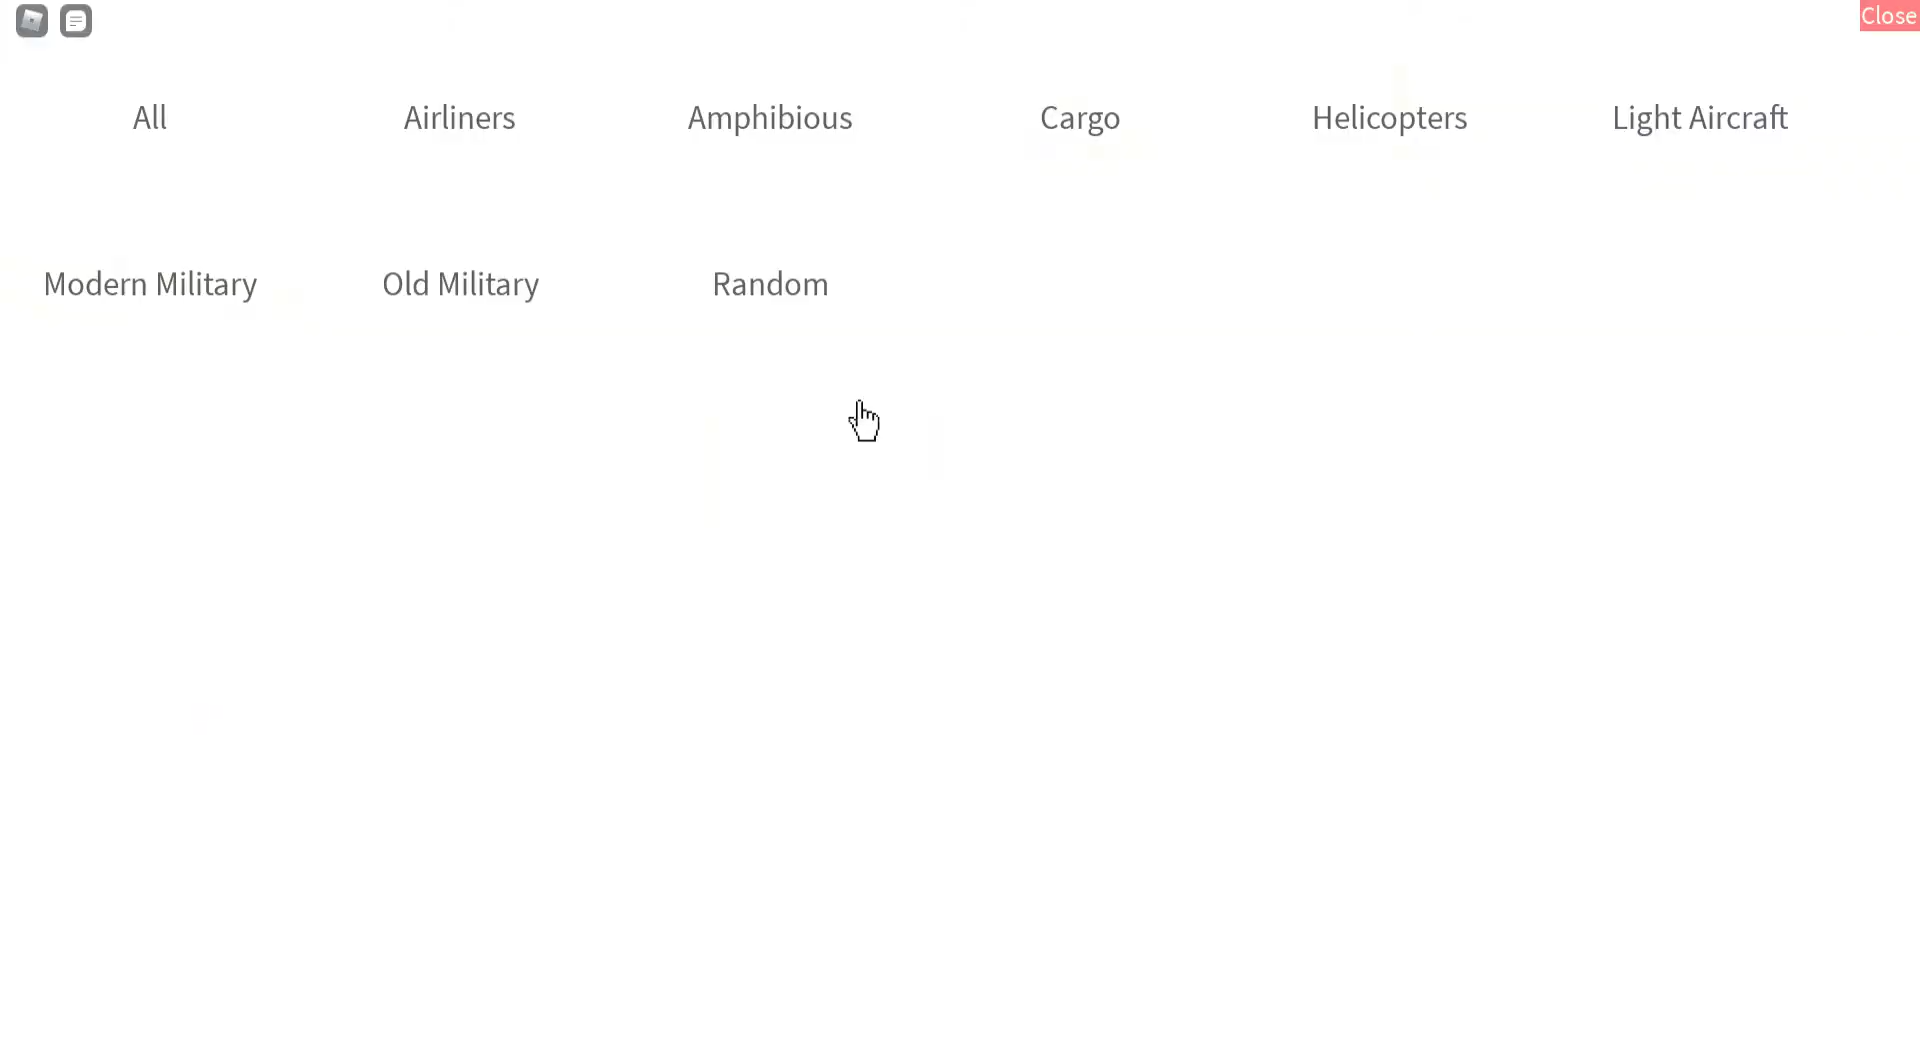 Close
All Airliners Amphibious Cargo Helicopters Light Aircraft
Modern Military Old Military Random